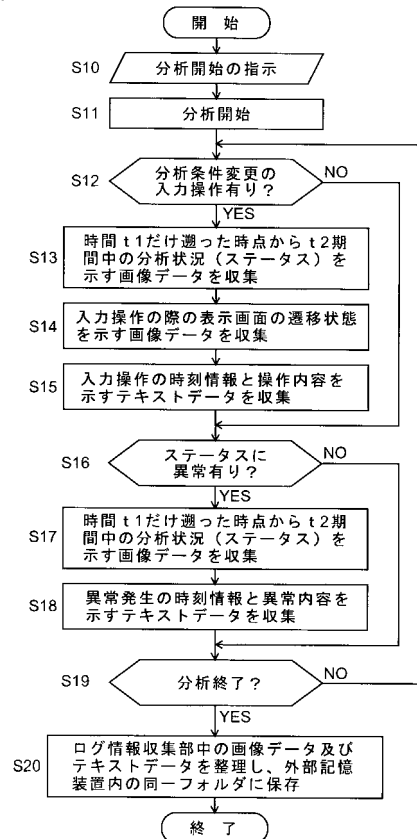 開始
S10
分析開始の指示
S11
分析開始
S12
分析条件変更の
入力操作有り？
NO
YES
S13
時間t1だけ遡った時点からt2期
間中の分析状況（ステータス）を
示す画像データを収集
S14
入力操作の際の表示画面の遷移状態
を示す画像データを収集
S15
入力操作の時刻情報と操作内容を
示すテキストデータを収集
S16
ステータスに
異常有り？
NO
YES
S17
時間t1だけ遡った時点からt2期
間中の分析状況（ステータス）を
示す画像データを収集
S18
異常発生の時刻情報と異常内容を
示すテキストデータを収集
S19
分析終了？
NO
YES
S20
ログ情報収集部中の画像データ及び
テキストデータを整理し、外部記憶
装置内の同一フォルダに保存
終了